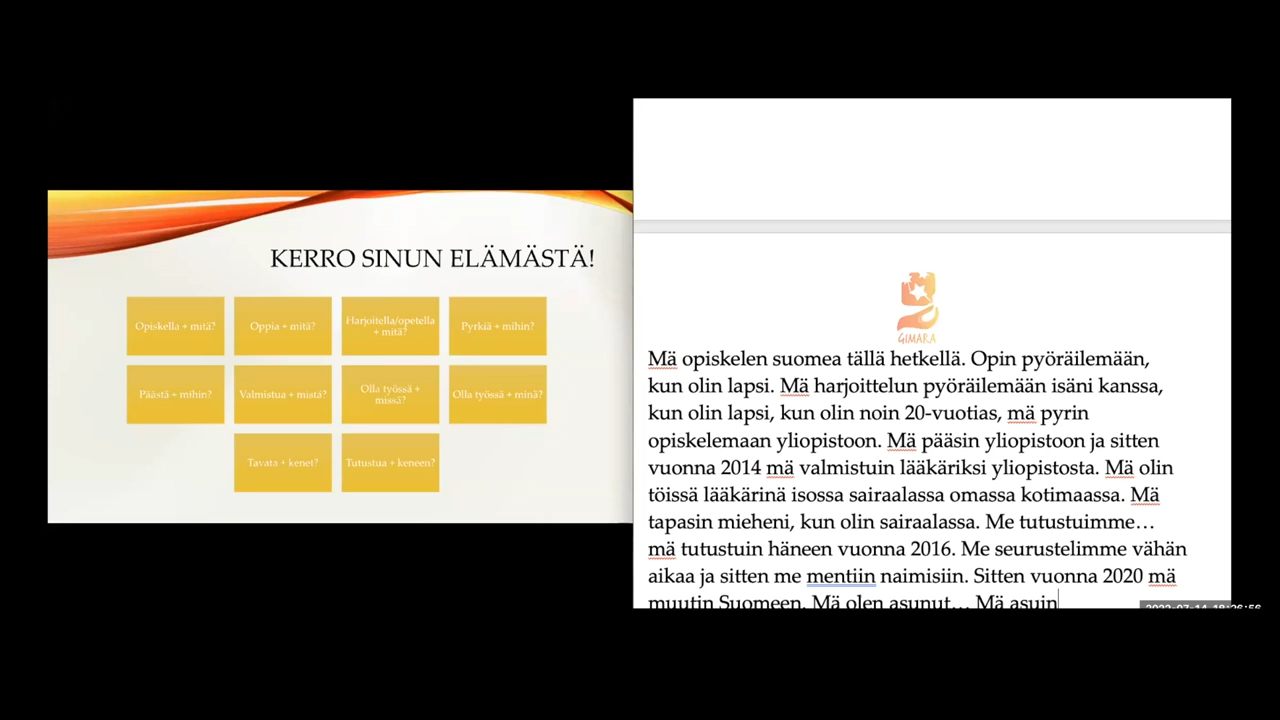 KERRO SINUN ELÄMÄSTÄ!
Opiskella + mitä?
Oppia + mitä?
Harjoitella/opetella
+ mitä?
Pyrkiä + mihin?
Päästä + mihin?
Valmistua + mistä?
Olla työssä +
missä?
Olla työssä + minä?
Tavata + kenet?
Tutustua + keneen?
GIMARA
Mä opiskelen suomea tällä hetkellä. Opin pyöräilemään,
kun olin lapsi. Mä harjoittelun pyöräilemään isäni kanssa,
kun olin lapsi, kun olin noin 20-vuotias, mä pyrin
opiskelemaan yliopistoon. Mä pääsin yliopistoon ja sitten
vuonna 2014 mä valmistuin lääkäriksi yliopistosta. Mä olin
töissä lääkärinä isossa sairaalassa omassa kotimaassa. Mä
tapasin mieheni, kun olin sairaalassa. Me tutustuimme…
mä tutustuin häneen vuonna 2016. Me seurustelimme vähän
aikaa ja sitten me mentiin naimisiin. Sitten vuonna 2020 mä
muutin Suomeen. Mä olen asunut… Mä asuin